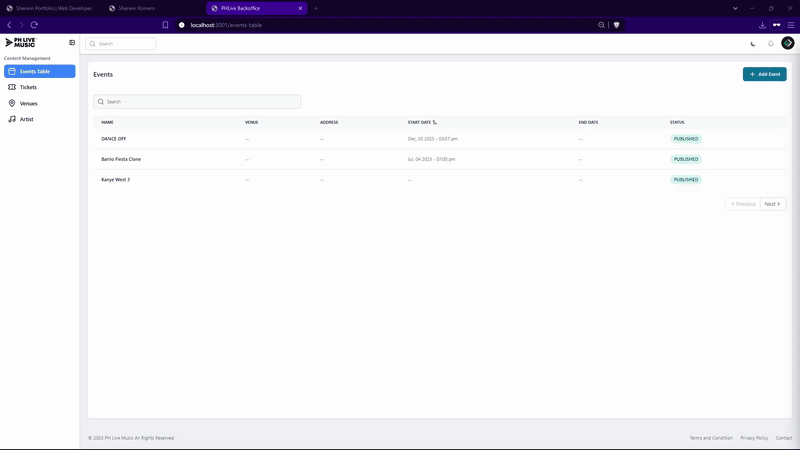 Sherwin Portfolio | Web Developer
Sherwin Romero
PHLive Backoffice
localhost:3001/events-table
PH LIVE MUSIC
Search
Content Management
Events Table
Tickets
Venues
Artist
Events
Add Event
Search
NAME VENUE ADDRESS START DATE END DATE STATUS
DANCE OFF — — Dec, 05 2025 - 03:07 pm — PUBLISHED
Barrio Fiesta Clone — — Jul, 04 2025 - 07:00 pm — PUBLISHED
Kanye West 3 — — — — PUBLISHED
Previous Next
© 2025 PH Live Music All Rights Reserved
Terms and Condition Privacy Policy Contact